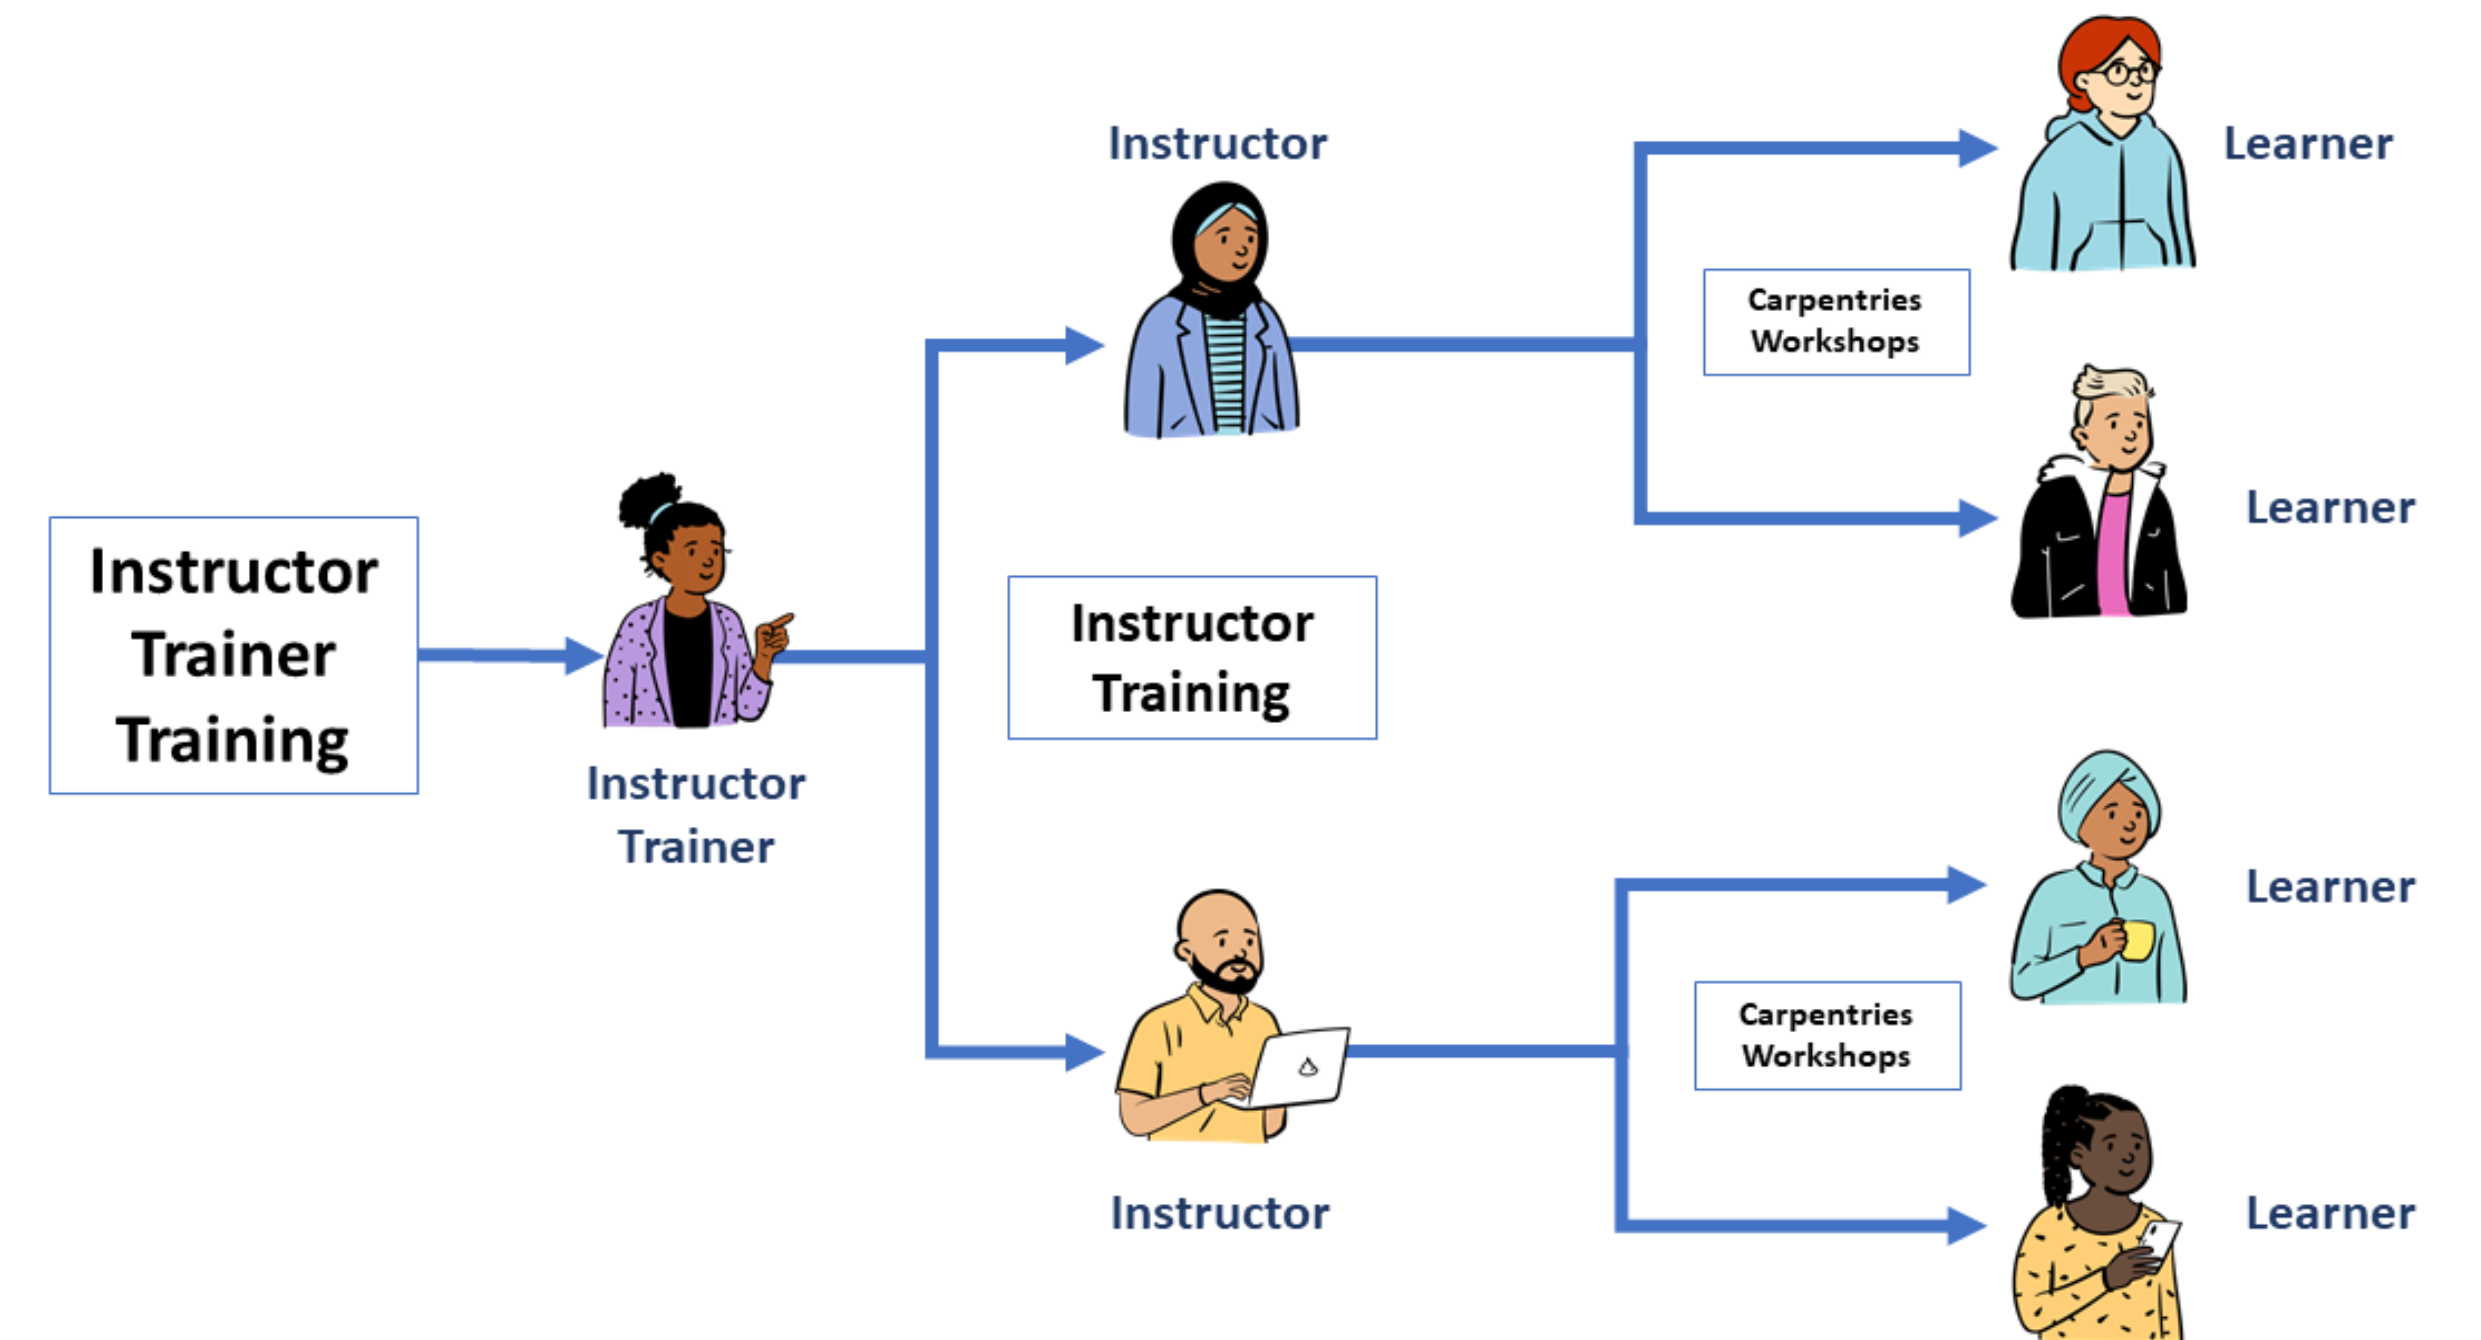 Instructor
Trainer
Training
Instructor
Trainer
Instructor
Instructor
Training
Instructor
Carpentries
Workshops
Learner
Learner
Carpentries
Workshops
Learner
Learner